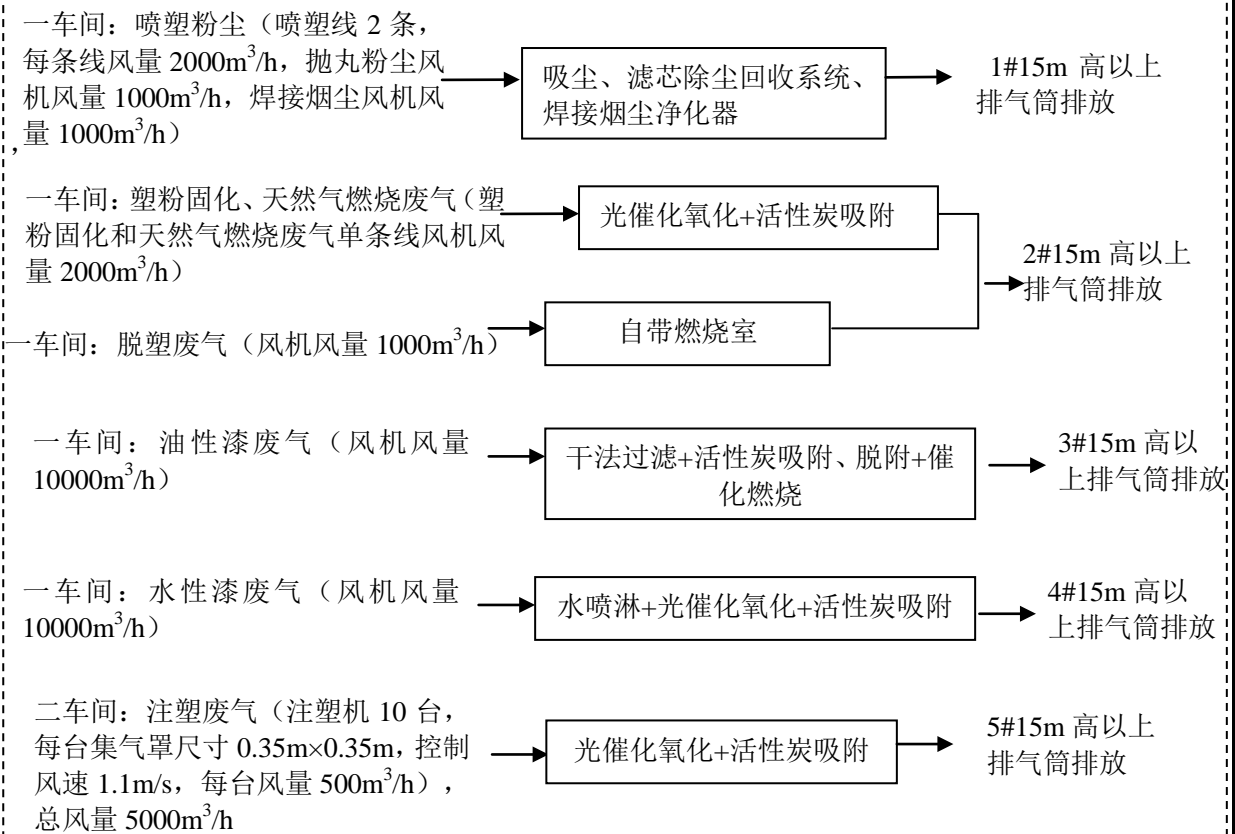 一车间：喷塑粉尘（喷塑线 2 条，
每条线风量 2000m³/h，抛丸粉尘风
机风量 1000m³/h，焊接烟尘风机风
量 1000m³/h）
，
吸尘、滤芯除尘回收系统、
焊接烟尘净化器
1#15m 高以上
排气筒排放
一车间：塑粉固化、天然气燃烧废气（塑
粉固化和天然气燃烧废气单条线风机风
量 2000m³/h）
光催化氧化+活性炭吸附
2#15m 高以上
排气筒排放
一车间：脱塑废气（风机风量 1000m³/h）
自带燃烧室
一车间：油性漆废气（风机风量
10000m³/h）
干法过滤+活性炭吸附、脱附+催
化燃烧
3#15m 高以
上排气筒排放
一车间：水性漆废气（风机风量
10000m³/h）
水喷淋+光催化氧化+活性炭吸附
4#15m 高以
上排气筒排放
二车间：注塑废气（注塑机 10 台，
每台集气罩尺寸 0.35m×0.35m，控制
风速 1.1m/s，每台风量 500m³/h），
总风量 5000m³/h
光催化氧化+活性炭吸附
5#15m 高以上
排气筒排放